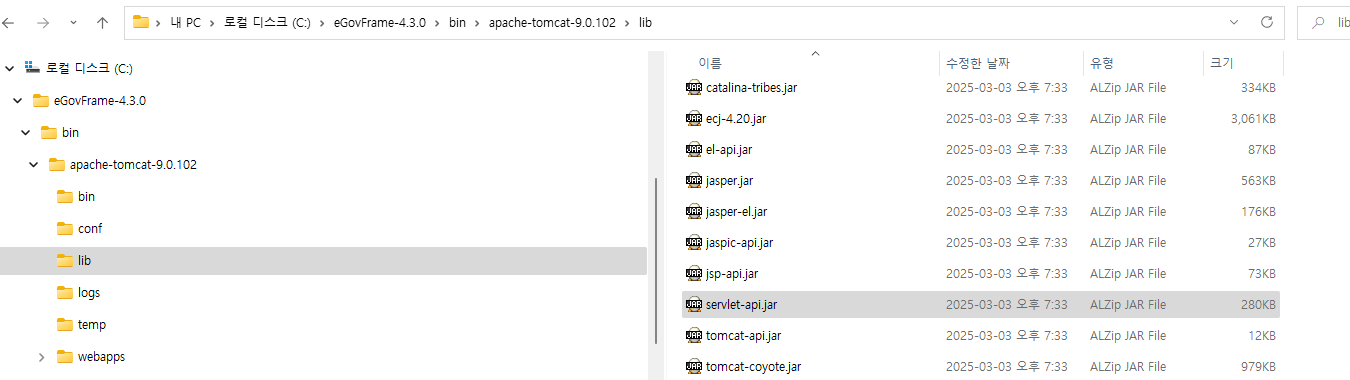 내 PC > 로컬 디스크 (C:) > eGovFrame-4.3.0 > bin > apache-tomcat-9.0.102 > lib
lib
로컬 디스크 (C:)
eGovFrame-4.3.0
bin
apache-tomcat-9.0.102
bin
conf
lib
logs
temp
webapps
이름 수정한 날짜 유형 크기
catalina-tribes.jar 2025-03-03 오후 7:33 ALZip JAR File 334KB
ecj-4.20.jar 2025-03-03 오후 7:33 ALZip JAR File 3,061KB
el-api.jar 2025-03-03 오후 7:33 ALZip JAR File 87KB
jasper.jar 2025-03-03 오후 7:33 ALZip JAR File 563KB
jasper-el.jar 2025-03-03 오후 7:33 ALZip JAR File 176KB
jaspic-api.jar 2025-03-03 오후 7:33 ALZip JAR File 27KB
jsp-api.jar 2025-03-03 오후 7:33 ALZip JAR File 73KB
servlet-api.jar 2025-03-03 오후 7:33 ALZip JAR File 280KB
tomcat-api.jar 2025-03-03 오후 7:33 ALZip JAR File 12KB
tomcat-coyote.jar 2025-03-03 오후 7:33 ALZip JAR File 979KB